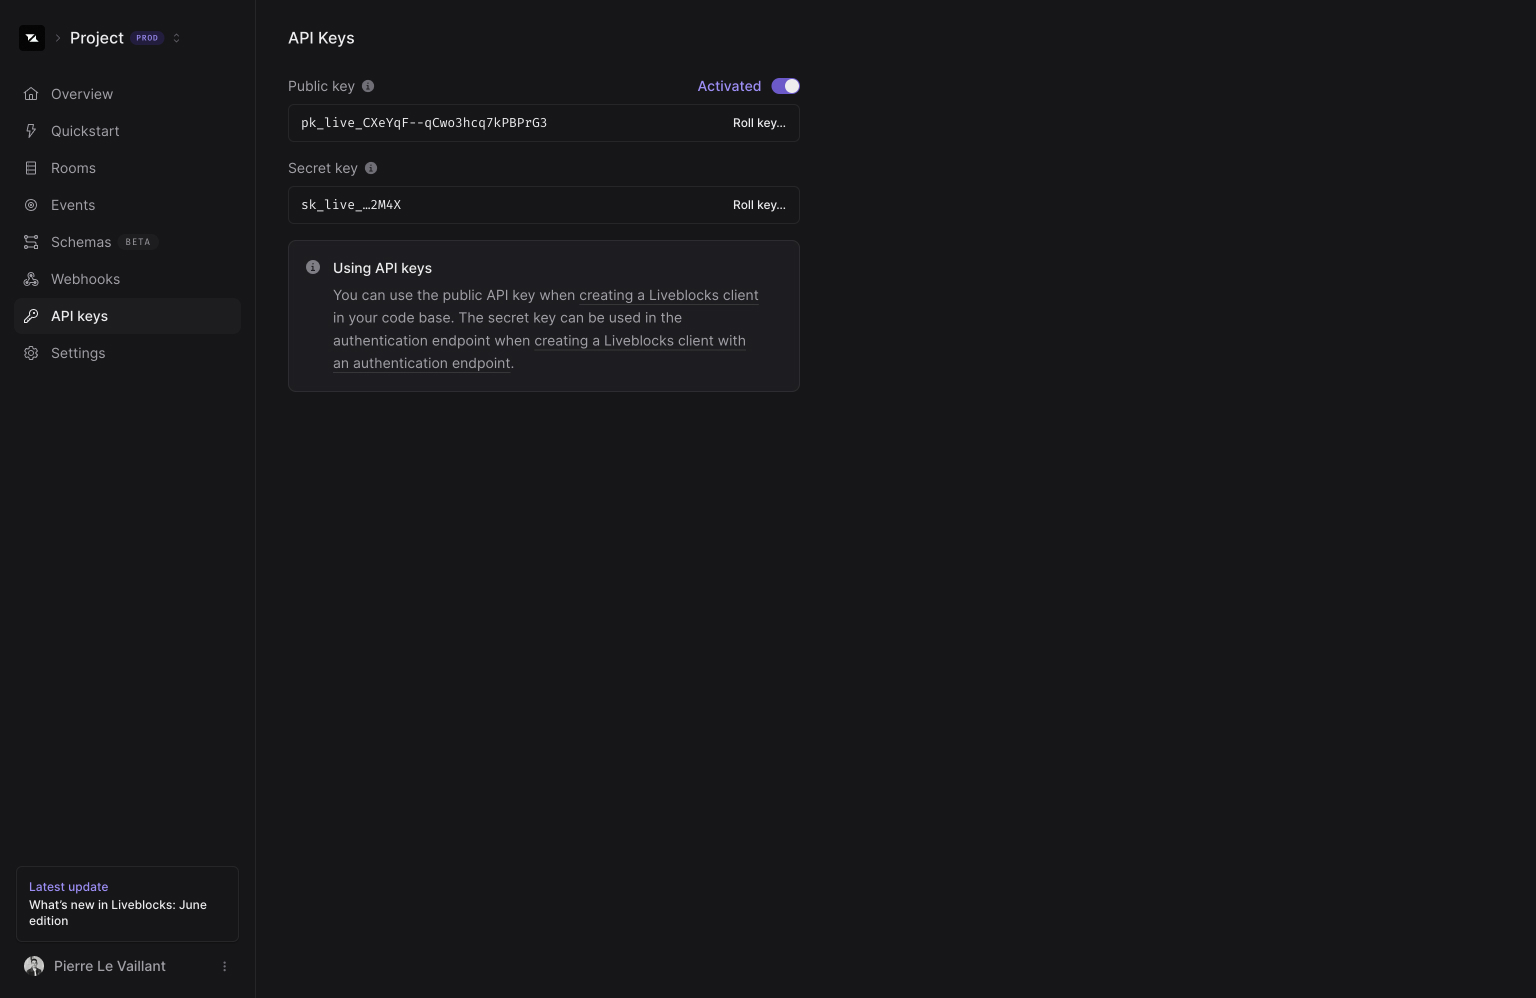 Project PROD
Overview
Quickstart
Rooms
Events
Schemas BETA
Webhooks
API keys
Settings
Latest update
What’s new in Liveblocks: June
edition
Pierre Le Vaillant
API Keys
Public key
Activated
pk_live_CXeYqF--qCwo3hcq7kPBPrG3
Roll key…
Secret key
sk_live_…2M4X
Roll key…
Using API keys
You can use the public API key when creating a Liveblocks client
in your code base. The secret key can be used in the
authentication endpoint when creating a Liveblocks client with
an authentication endpoint.